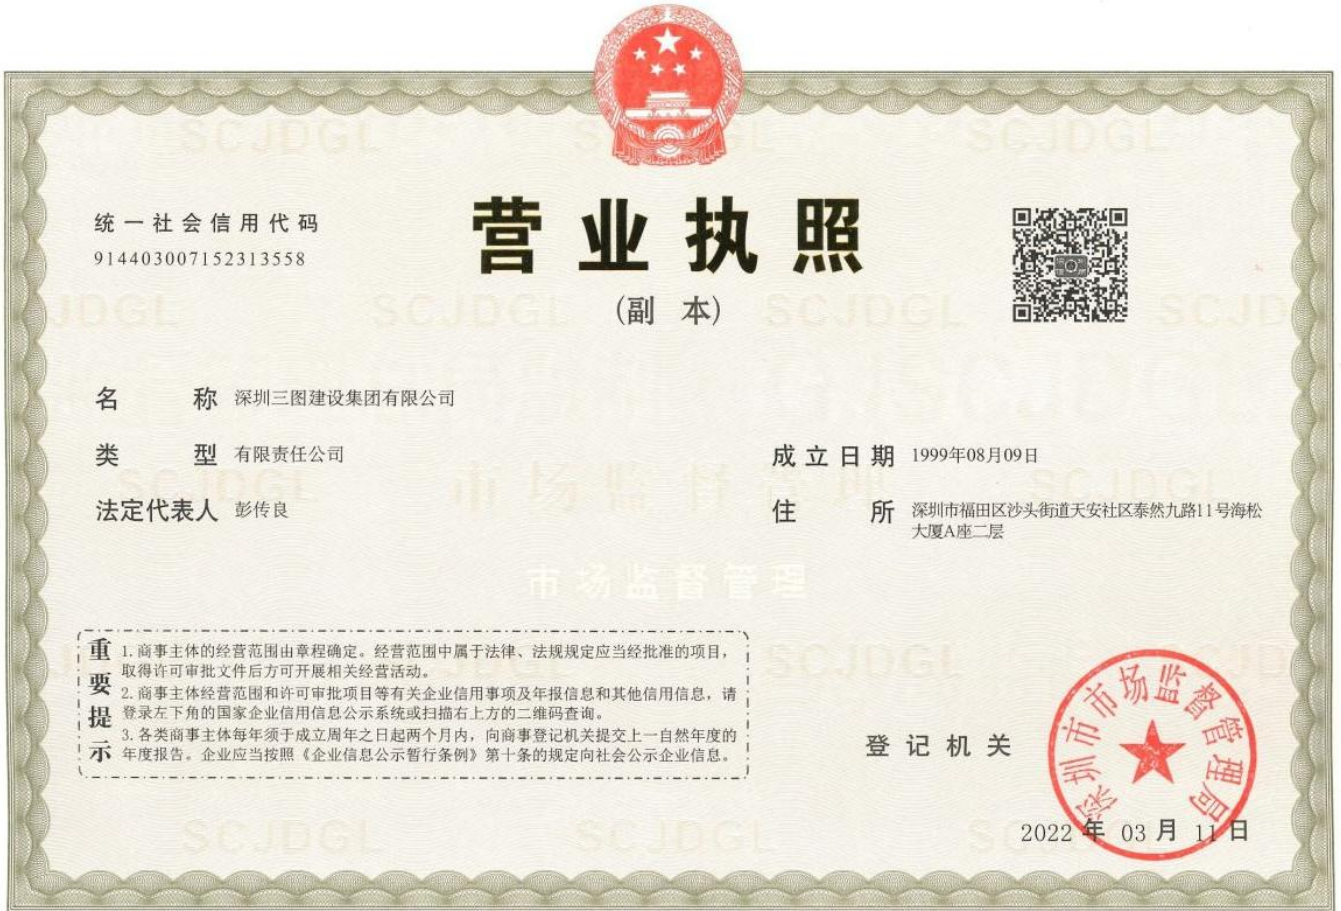 统一社会信用代码
914403007152313558
营业执照
(副 本)
名 称 深圳三图建设集团有限公司
类 型 有限责任公司
成立日期 1999年08月09日
法定代表人 彭传良
住 所 深圳市福田区沙头街道天安社区泰然九路11号海松
大厦A座二层
市场监督管理
市场监督管理
重要提示
1.商事主体的经营范围由章程确定。经营范围中属于法律、法规规定应当经批准的项目，
取得许可审批文件后方可开展相关经营活动。
2.商事主体经营范围和许可审批项目等有关企业信用事项及年报信息和其他信用信息，请
登录左下角的国家企业信用信息公示系统或扫描右上方的二维码查询。
3.各类商事主体每年须于成立周年之日起两个月内，向商事登记机关提交上一自然年度的
年度报告。企业应当按照《企业信息公示暂行条例》第十条的规定向社会公示企业信息。
登记机关
深圳市市场监督管理局
2022 年 03 月 11 日
SCJDGL